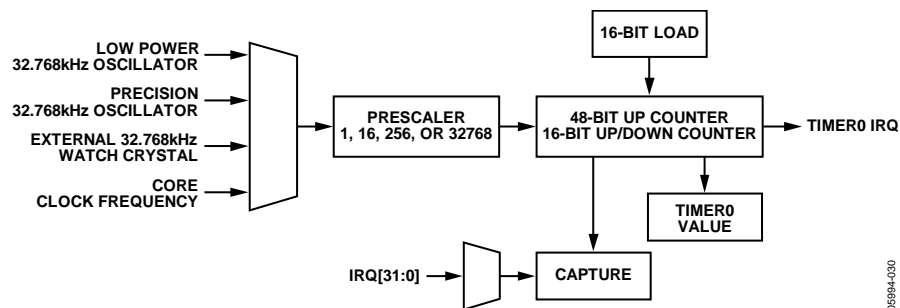 16-BIT LOAD
LOW POWER
32.768kHz OSCILLATOR
PRECISION
32.768kHz OSCILLATOR
EXTERNAL 32.768kHz
WATCH CRYSTAL
CORE
CLOCK FREQUENCY
PRESCALER
1, 16, 256, OR 32768
48-BIT UP COUNTER
16-BIT UP/DOWN COUNTER
TIMER0 IRQ
TIMER0
VALUE
IRQ[31:0]
CAPTURE
05994-030